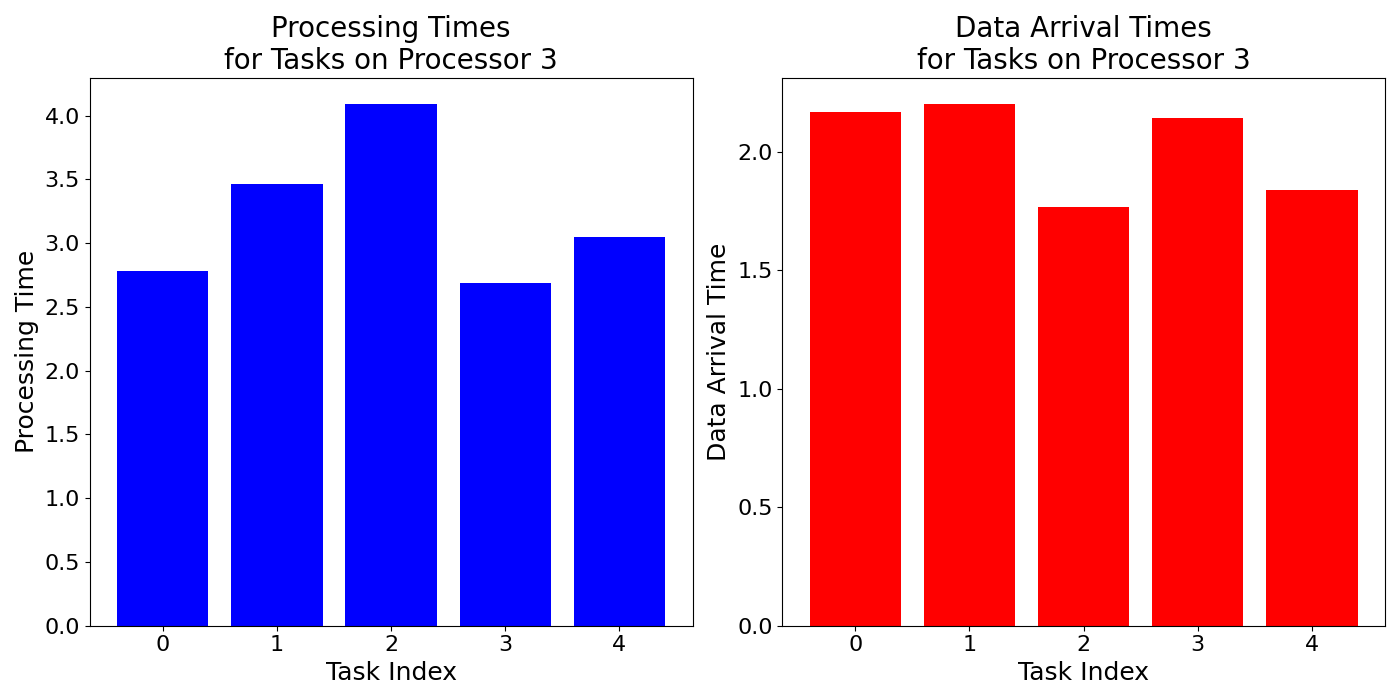 Processing Times
for Tasks on Processor 3
Processing Time
4.0
3.5
3.0
2.5
2.0
1.5
1.0
0.5
0.0
0 1 2 3 4
Task Index
Data Arrival Times
for Tasks on Processor 3
Data Arrival Time
2.0
1.5
1.0
0.5
0.0
0 1 2 3 4
Task Index